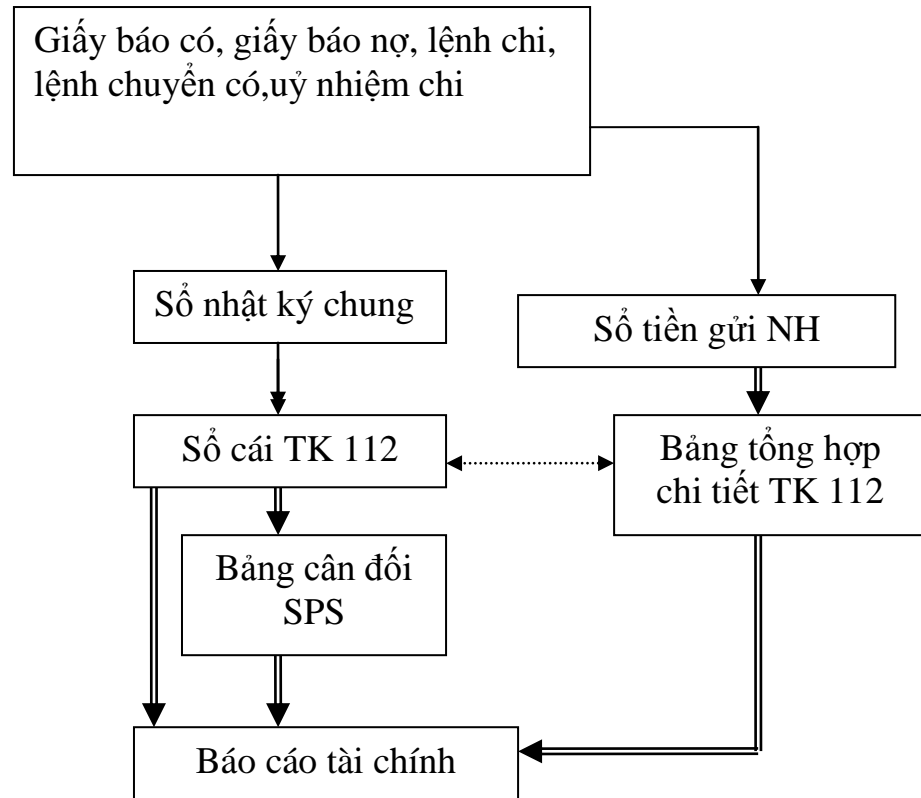 Giấy báo có, giấy báo nợ, lệnh chi,
lệnh chuyển có,uỷ nhiệm chi
Sổ nhật ký chung
Sổ tiền gửi NH
Sổ cái TK 112
Bảng tổng hợp
chi tiết TK 112
Bảng cân đối
SPS
Báo cáo tài chính